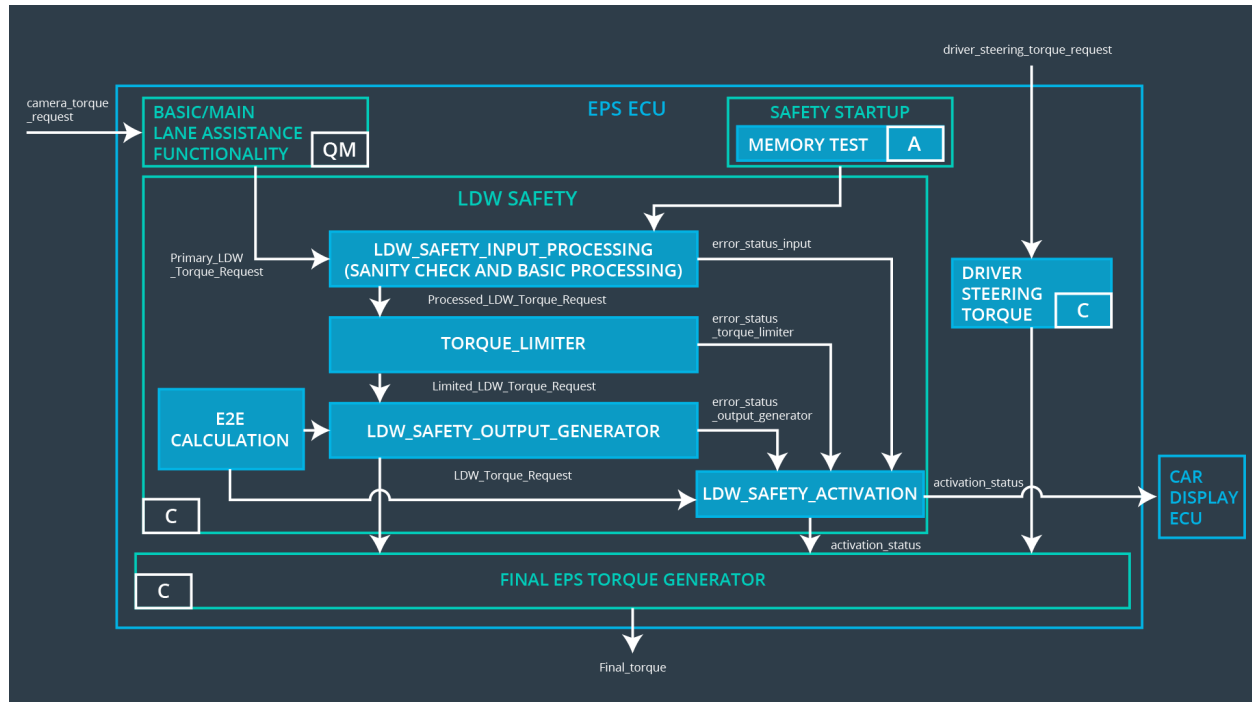 driver_steering_torque_request
camera_torque
_request
EPS ECU
BASIC/MAIN
LANE ASSISTANCE
FUNCTIONALITY
QM
SAFETY STARTUP
MEMORY TEST
A
LDW SAFETY
Primary_LDW
_Torque_Request
LDW_SAFETY_INPUT_PROCESSING
(SANITY CHECK AND BASIC PROCESSING)
error_status_input
DRIVER
STEERING
TORQUE
C
Processed_LDW_Torque_Request
TORQUE_LIMITER
error_status
_torque_limiter
Limited_LDW_Torque_Request
E2E
CALCULATION
LDW_SAFETY_OUTPUT_GENERATOR
error_status
_output_generator
LDW_Torque_Request
LDW_SAFETY_ACTIVATION
activation_status
CAR
DISPLAY
ECU
C
activation_status
FINAL EPS TORQUE GENERATOR
C
Final_torque